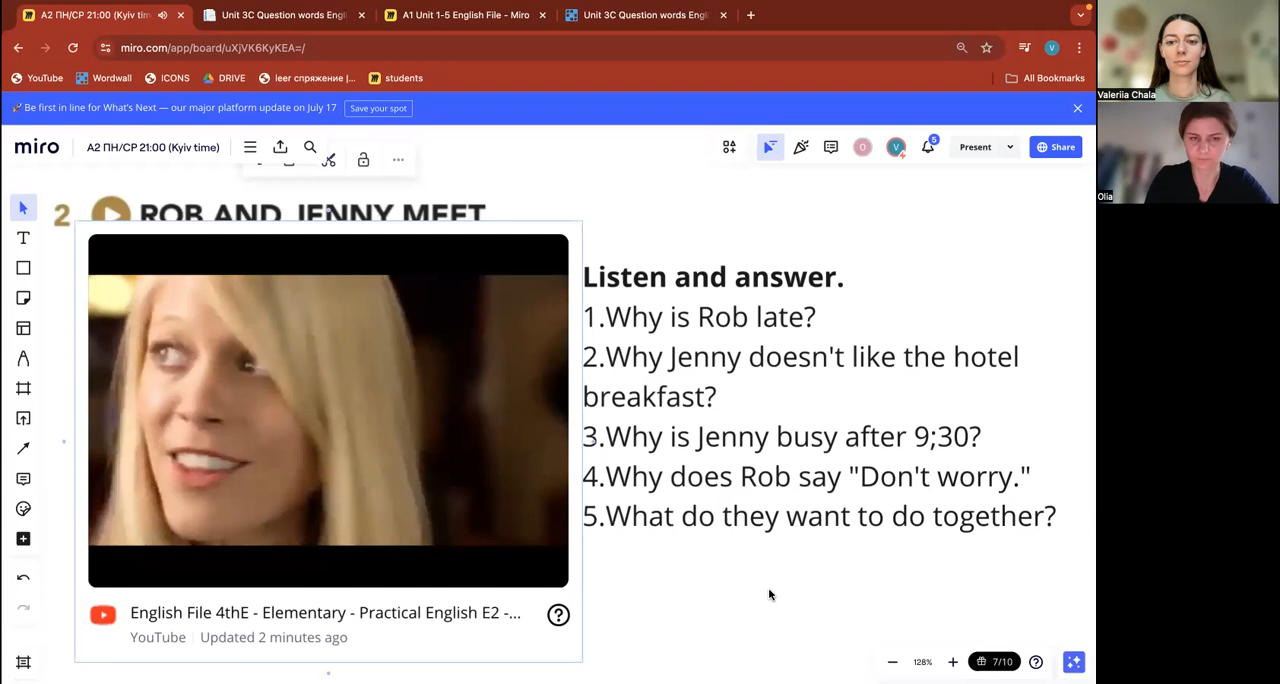 A2 ПН/СР 21:00 (Kyiv tim
Unit 3C Question words Engl
A1 Unit 1-5 English File - Miro
Unit 3C Question words Engl
miro.com/app/board/uXjVK6KyKEA=/
V
YouTube
Wordwall
ICONS
DRIVE
leer спряжение |...
students
All Bookmarks
🚀 Be first in line for What's Next — our major platform update on July 17
Save your spot
miro
A2 ПН/СР 21:00 (Kyiv time)
O
V
5
Present
Share
Valeriia Chala
Olia
2 ROB AND JENNY MEET
Listen and answer.
1.Why is Rob late?
2.Why Jenny doesn't like the hotel
breakfast?
3.Why is Jenny busy after 9;30?
4.Why does Rob say "Don't worry."
5.What do they want to do together?
English File 4thE - Elementary - Practical English E2 -...
YouTube
Updated 2 minutes ago
128%
7/10